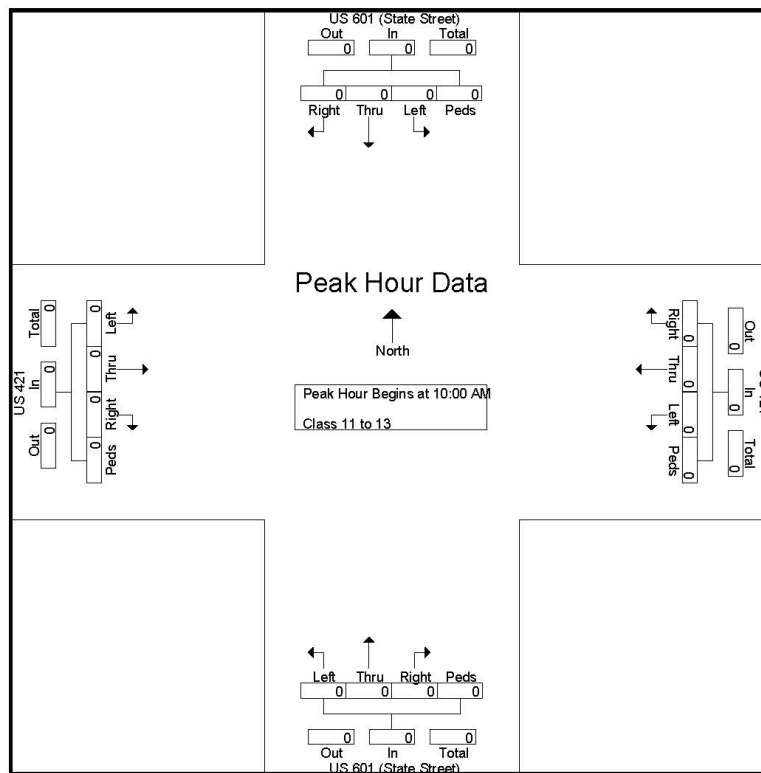 US 601 (State Street)
Out In Total
0 0 0
0 0 0 0
Right Thru Left Peds
Peak Hour Data
North
Peak Hour Begins at 10:00 AM
Class 11 to 13
US 421
Out In Total
0 0 0
0 0 0 0
Left Thru Right Peds
Out In Total
0 0 0
0 0 0 0
Right Thru Left Peds
Left Thru Right Peds
0 0 0 0
0 0 0
Out In Total
US 601 (State Street)